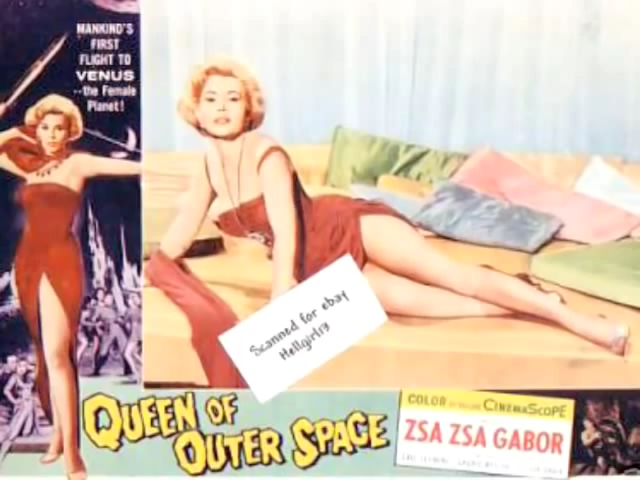 MANKIND'S
FIRST
FLIGHT TO
VENUS
--the Female
Planet!
Scanned for ebay
Hellgirl13
QUEEN OF
OUTER SPACE
COLOR CINEMASCOPE
ZSA ZSA GABOR